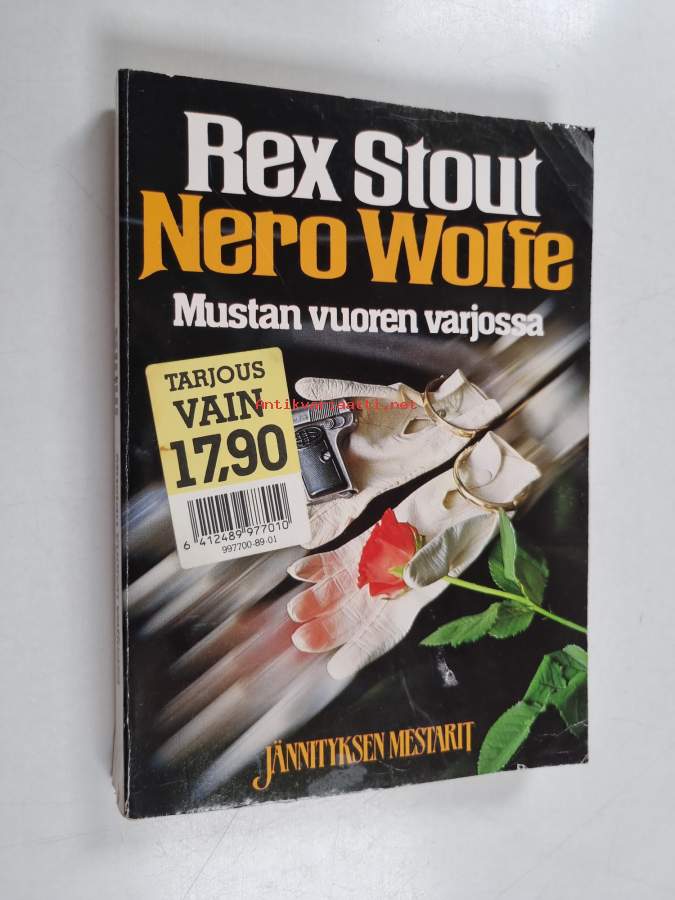 Rex Stout
Nero Wolfe
Mustan vuoren varjossa
TARJOUS
VAIN
17,90
6 412489 977010
997700-89-01
Antikvariaatti.net
JÄNNITYKSEN MESTARIT